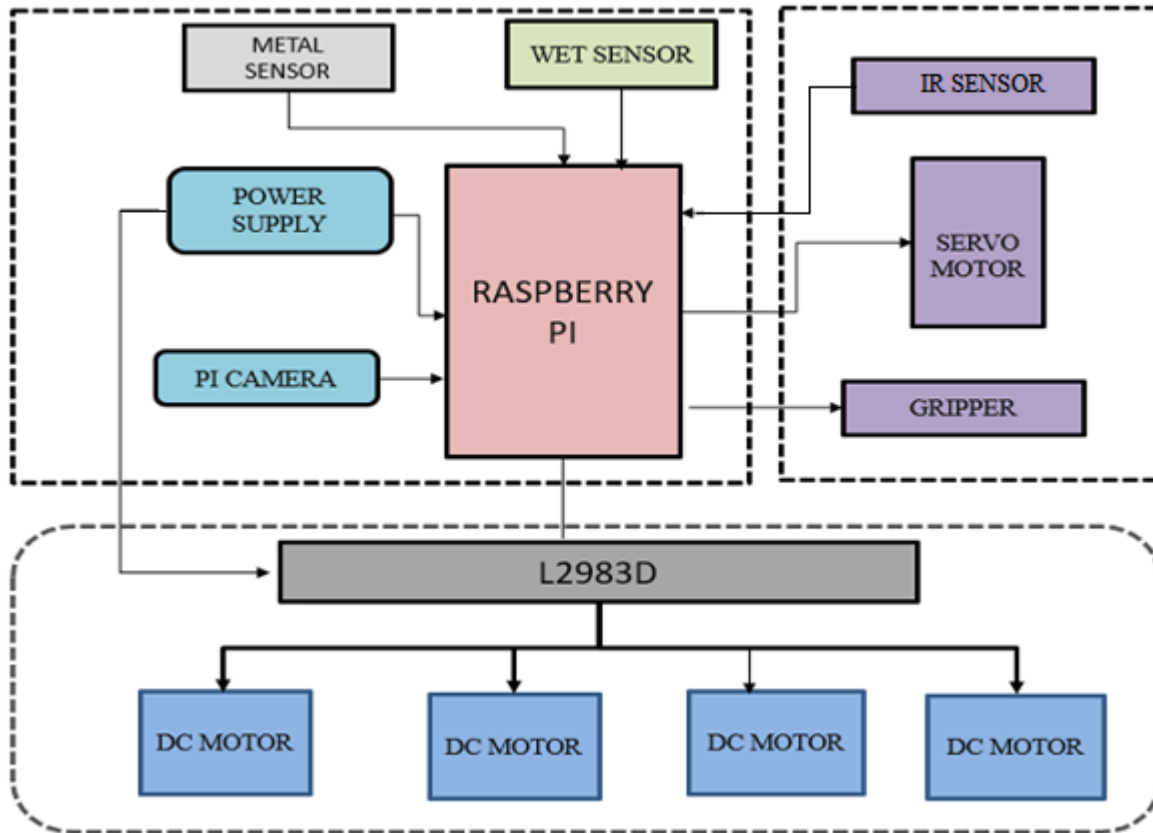 METAL
SENSOR
WET SENSOR
IR SENSOR
POWER
SUPPLY
SERVO
MOTOR
RASPBERRY
PI
PI CAMERA
GRIPPER
L2983D
DC MOTOR
DC MOTOR
DC MOTOR
DC MOTOR